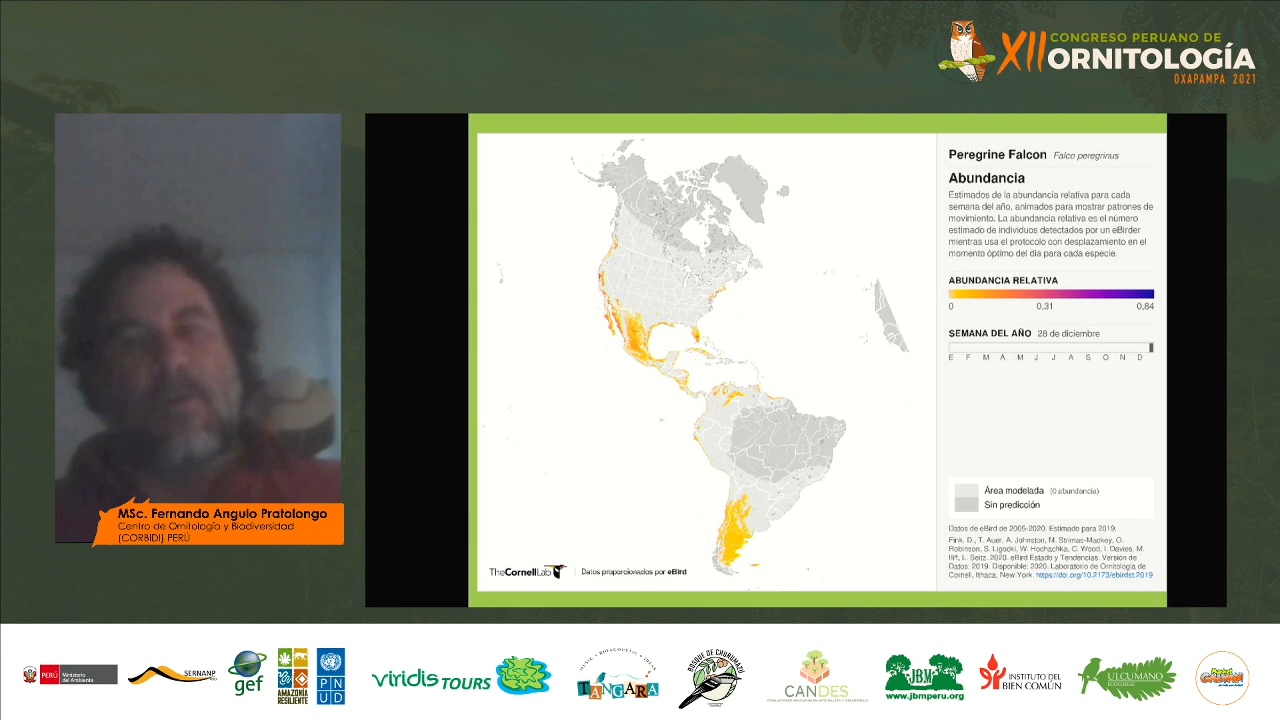 XII CONGRESO PERUANO DE
ORNITOLOGÍA
OXAPAMPA 2021
Peregrine Falcon Falco peregrinus
Abundancia
Estimados de la abundancia relativa para cada
semana del año, animados para mostrar patrones de
movimiento. La abundancia relativa es el número
estimado de individuos detectados por un eBirder
mientras usa el protocolo con desplazamiento en el
momento óptimo del día para cada especie.
ABUNDANCIA RELATIVA
0 0,31 0,84
SEMANA DEL AÑO 28 de diciembre
E F M A M J J A S O N D
Área modelada (0 abundancia)
Sin predicción
Datos de eBird de 2005-2020. Estimado para 2019.
Fink, D., T. Auer, A. Johnston, M. Strimas-Mackey, O.
Robinson, S. Ligocki, W. Hochachka, C. Wood, I. Davies, M.
Iliff, L. Seitz. 2020. eBird Estado y Tendencias. Version de
Datos: 2019. Disponible: 2020. Laboratorio de Ornitología de
Cornell, Ithaca, New York. https://doi.org/10.2173/ebirdst.2019
TheCornellLab Datos proporcionados por eBird
MSc. Fernando Angulo Pratolongo
Centro de Ornitología y Biodiversidad
(CORBIDI) PERÚ
PERÚ Ministerio
del Ambiente
SERNANP
gef
AMAZONÍA
RESILIENTE
PNUD
viridis TOURS
TANGARA
BOSQUE DE CHURUMAZÚ
CANDES
JBM
www.jbmperu.org
INSTITUTO DEL
BIEN COMÚN
ULCUMANO